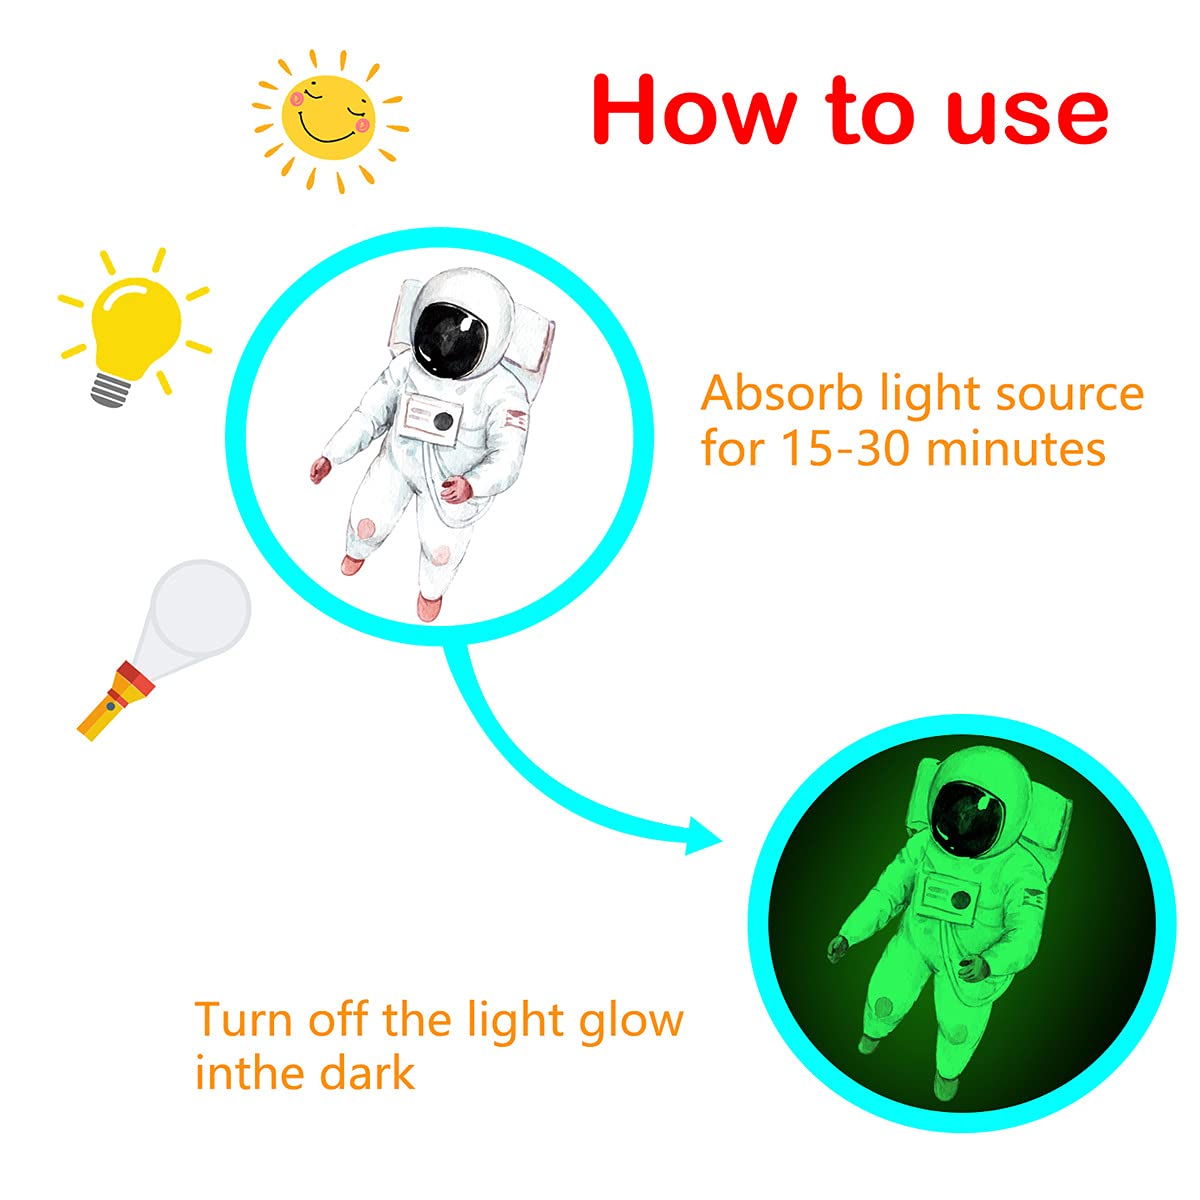 How to use
Absorb light source
for 15-30 minutes
Turn off the light glow
inthe dark